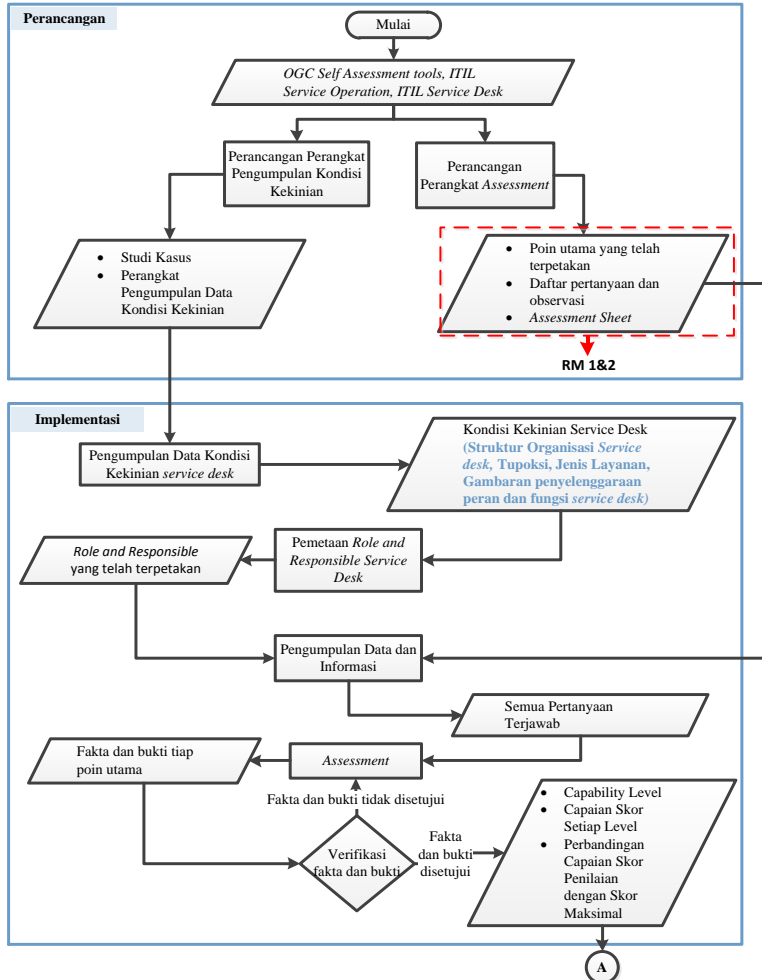 Perancangan
Mulai
OGC Self Assessment tools, ITIL
Service Operation, ITIL Service Desk
Perancangan Perangkat
Pengumpulan Kondisi
Kekinian
Perancangan
Perangkat Assessment
• Studi Kasus
• Perangkat
Pengumpulan Data
Kondisi Kekinian
• Poin utama yang telah
terpetakan
• Daftar pertanyaan dan
observasi
• Assessment Sheet
RM 1&2
Implementasi
Pengumpulan Data Kondisi
Kekinian service desk
Kondisi Kekinian Service Desk
(Struktur Organisasi Service
desk, Tupoksi, Jenis Layanan,
Gambaran penyelenggaraan
peran dan fungsi service desk)
Pemetaan Role and
Responsible Service
Desk
Role and Responsible
yang telah terpetakan
Pengumpulan Data dan
Informasi
Semua Pertanyaan
Terjawab
Assessment
Fakta dan bukti tiap
poin utama
Fakta dan bukti tidak disetujui
Verifikasi
fakta dan bukti
Fakta
dan bukti
disetujui
• Capability Level
• Capaian Skor
Setiap Level
• Perbandingan
Capaian Skor
Penilaian
dengan Skor
Maksimal
A